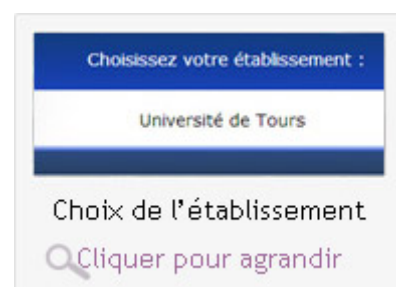 Choisissez votre établissement :
Université de Tours
Choix de l'établissement
Cliquer pour agrandir